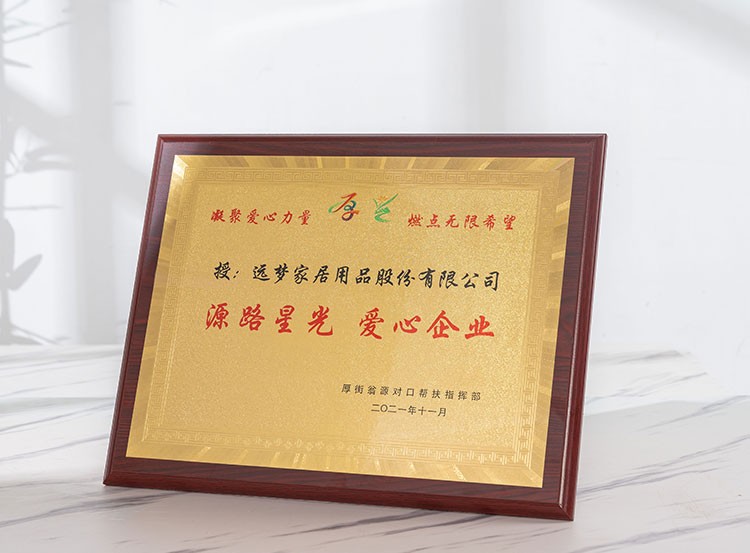 凝聚爱心力量 燃点无限希望
授：远梦家居用品股份有限公司
源路星光 爱心企业
厚街翁源对口帮扶指挥部
二〇二一年十一月